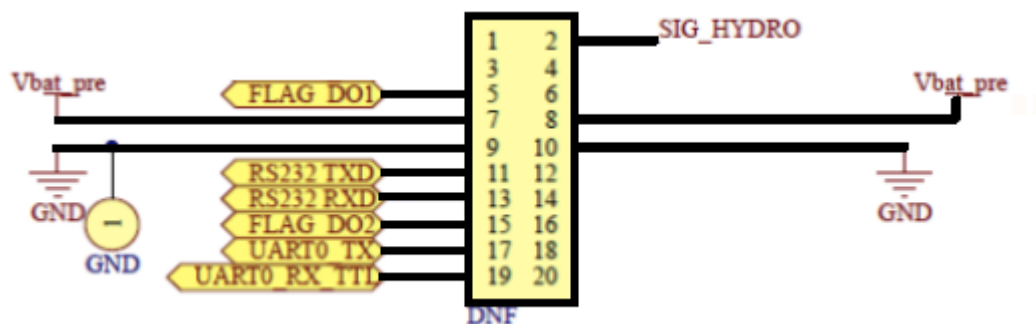 SIG_HYDRO
1 2
3 4
Vbat_pre
FLAG_DO1
5 6
Vbat_pre
7 8
9 10
RS232 TXD
11 12
RS232 RXD
13 14
GND
1
FLAG_DO2
15 16
GND
UART0_TX
17 18
GND
UART0_RX_TTL
19 20
DNF